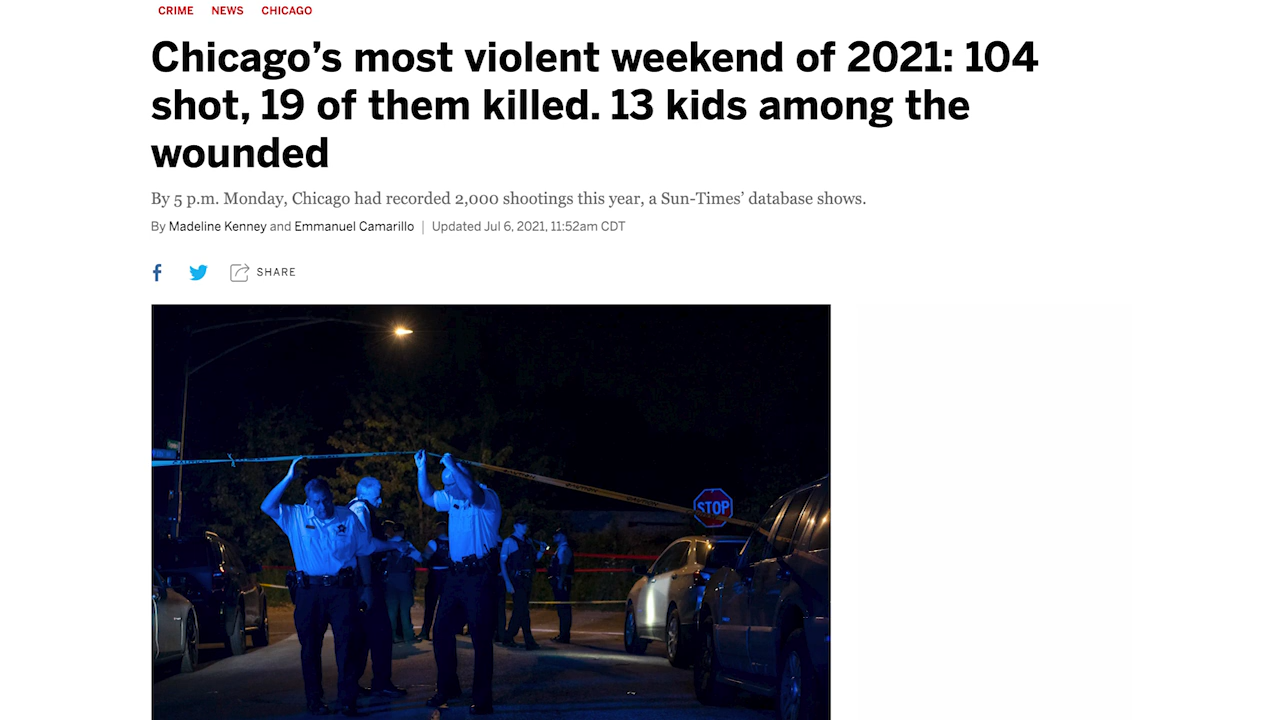 CRIME NEWS CHICAGO
Chicago’s most violent weekend of 2021: 104
shot, 19 of them killed. 13 kids among the
wounded
By 5 p.m. Monday, Chicago had recorded 2,000 shootings this year, a Sun-Times’ database shows.
By Madeline Kenney and Emmanuel Camarillo | Updated Jul 6, 2021, 11:52am CDT
SHARE
STOP